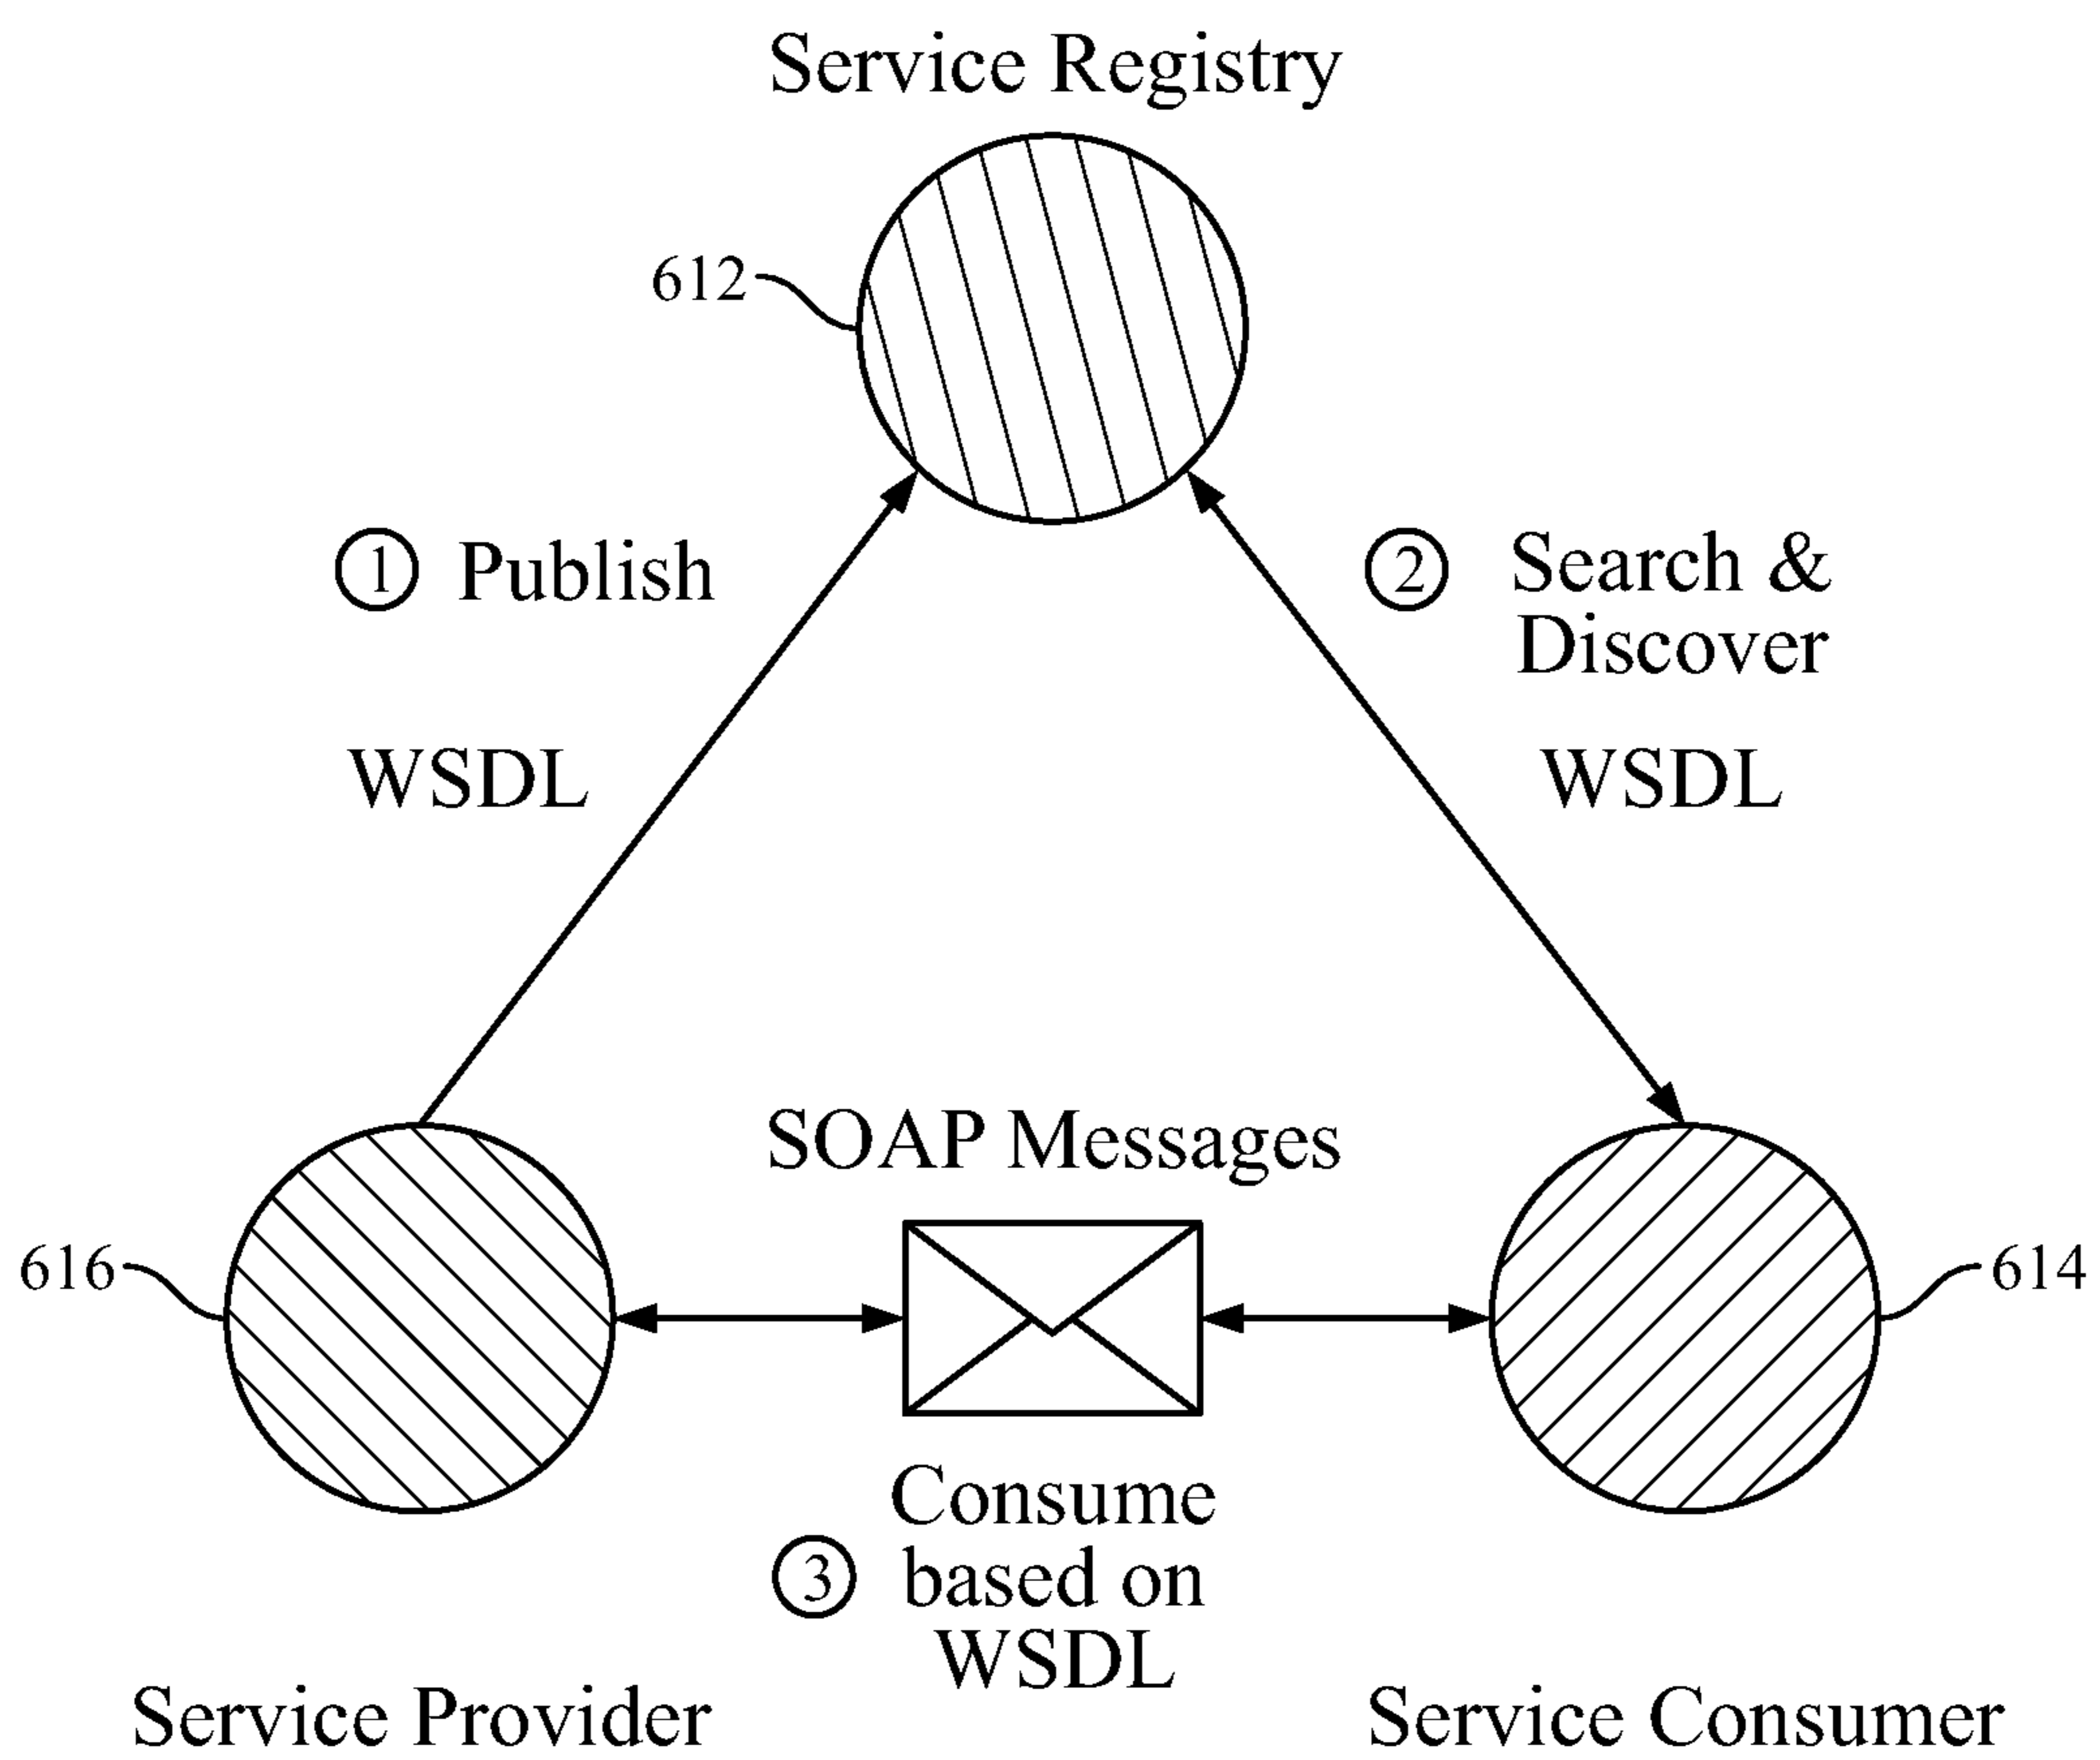 Service Registry
612
1 Publish
2 Search &
Discover
WSDL
WSDL
SOAP Messages
616
614
Consume
3 based on
WSDL
Service Provider
Service Consumer